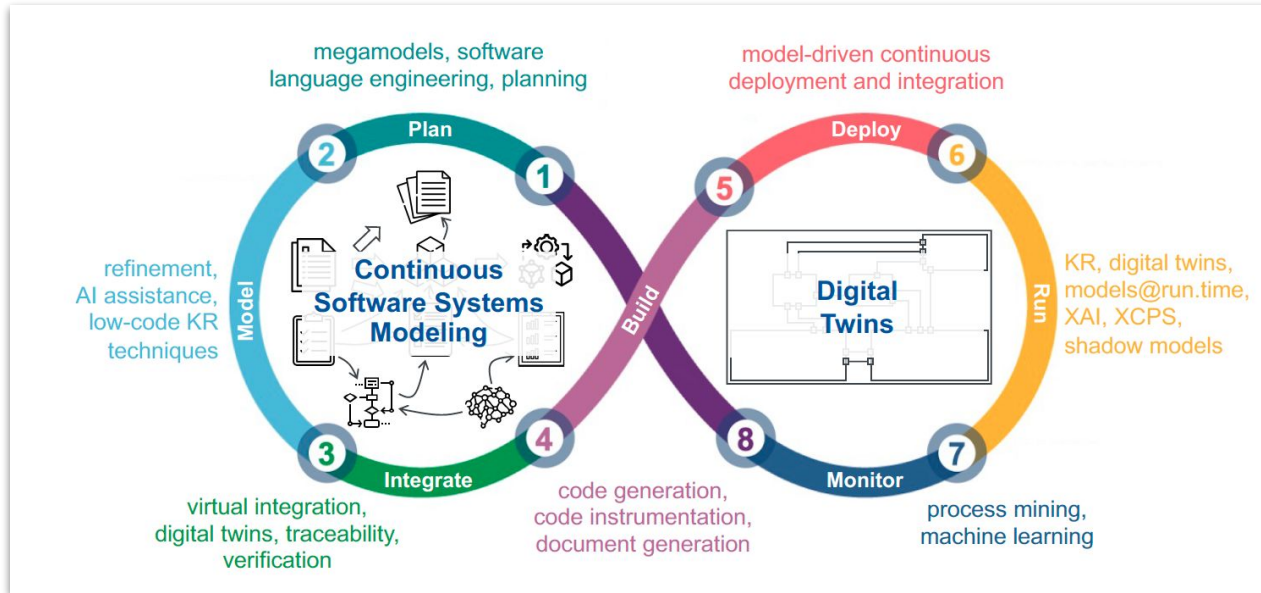 megamodels, software
language engineering, planning
model-driven continuous
deployment and integration
Plan
Deploy
2
1
5
6
Continuous
Software Systems
Modeling
Digital
Twins
refinement,
AI assistance,
low-code KR
techniques
Model
Build
Run
KR, digital twins,
models@run.time,
XAI, XCPS,
shadow models
3
4
8
7
Integrate
Monitor
virtual integration,
digital twins, traceability,
verification
code generation,
code instrumentation,
document generation
process mining,
machine learning